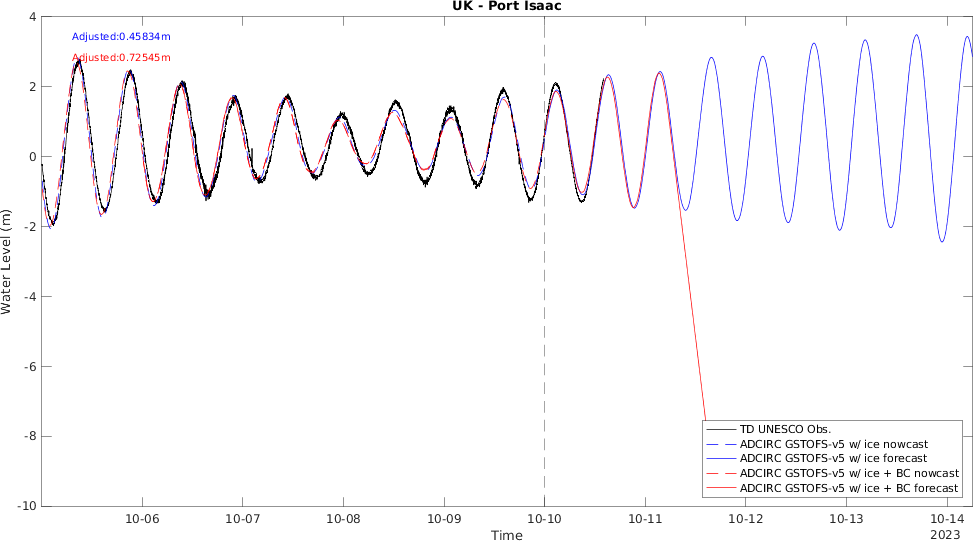 UK - Port Isaac
Adjusted:0.45834m
Adjusted:0.72545m
4
2
0
-2
-4
-6
-8
-10
Water Level (m)
TD UNESCO Obs.
ADCIRC GSTOFS-v5 w/ ice nowcast
ADCIRC GSTOFS-v5 w/ ice forecast
ADCIRC GSTOFS-v5 w/ ice + BC nowcast
ADCIRC GSTOFS-v5 w/ ice + BC forecast
10-06 10-07 10-08 10-09 10-10 10-11 10-12 10-13 10-14
Time
2023